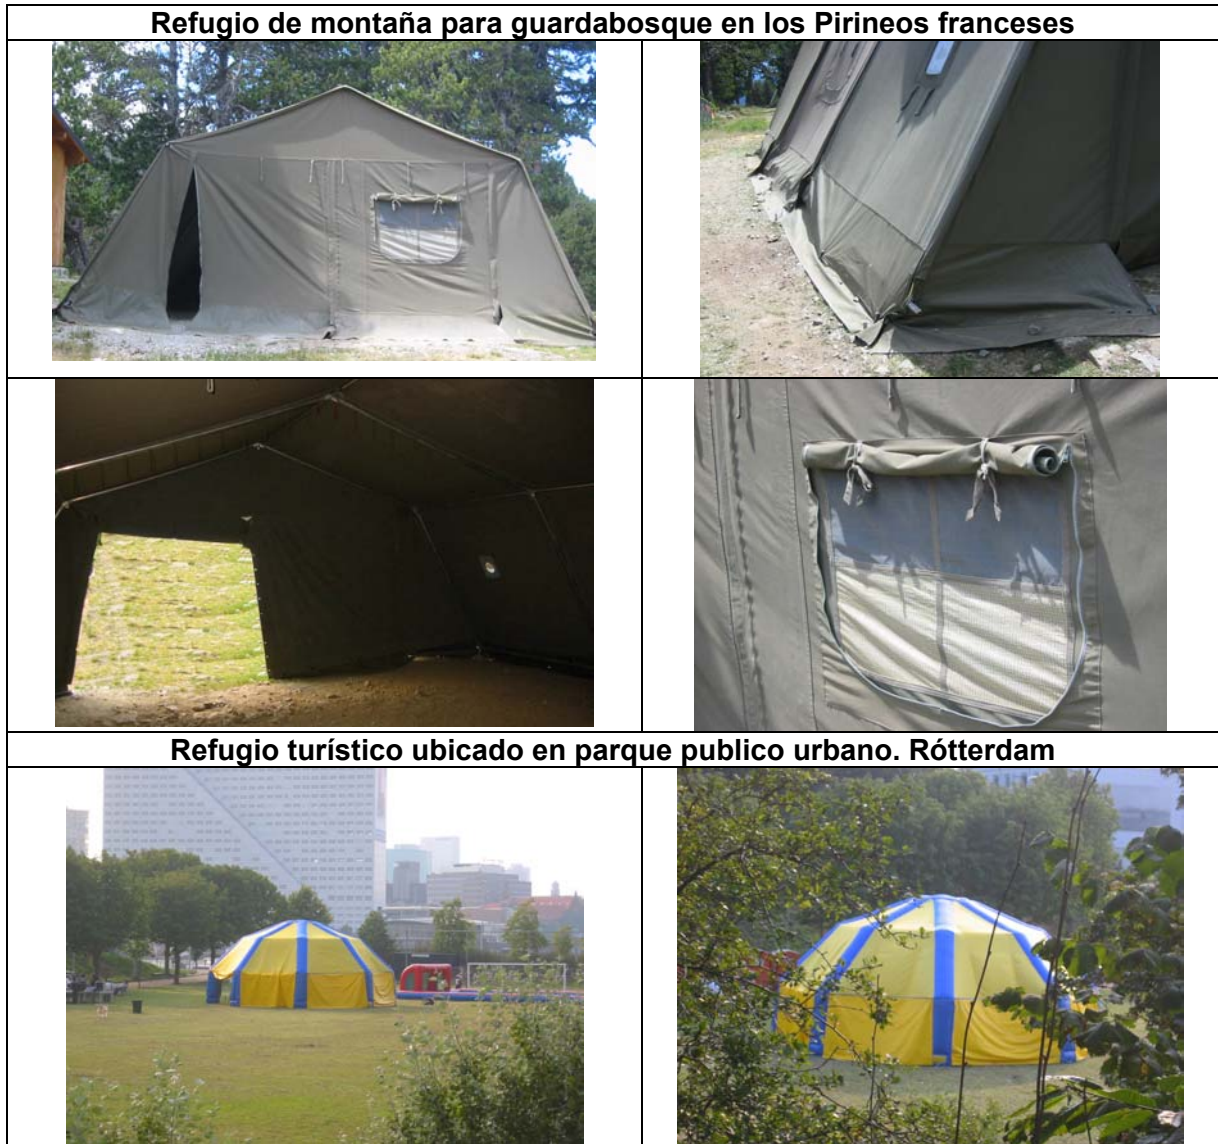 Refugio de montaña para guardabosque en los Pirineos franceses
Refugio turístico ubicado en parque publico urbano. Rótterdam